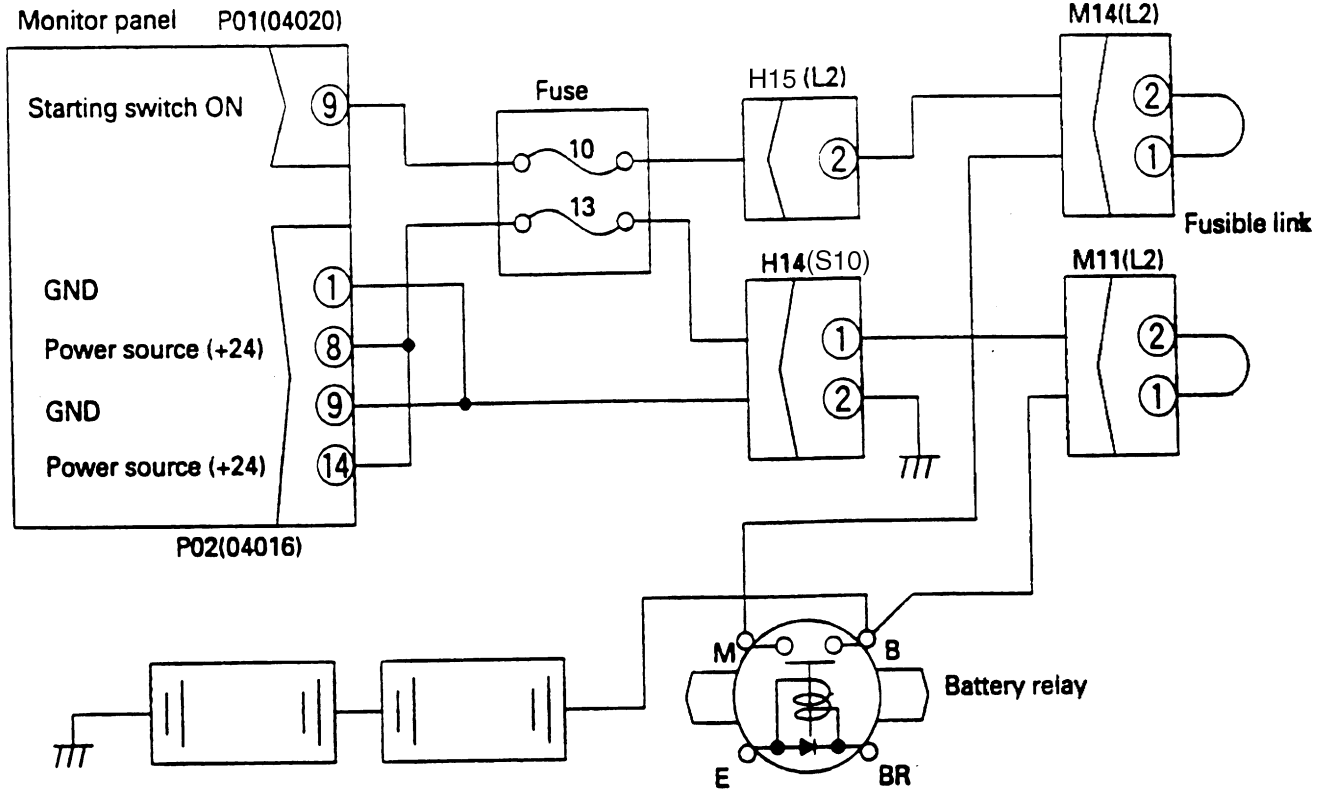 Monitor panel P01(04020)
M14(L2)
Starting switch ON 9
Fuse
H15 (L2)
2
10
2
1
13
Fusible link
GND 1
H14(S10)
M11(L2)
Power source (+24) 8
1
2
GND 9
2
1
Power source (+24) 14
P02(04016)
M
B
Battery relay
E
BR